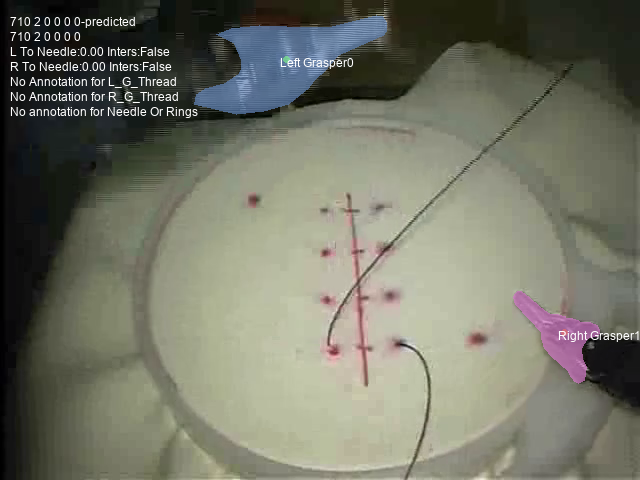 710 2 0 0 0 0-predicted
710 2 0 0 0 0
L To Needle:0.00 Inters:False
R To Needle:0.00 Inters:False
No Annotation for L_G_Thread
No Annotation for R_G_Thread
No annotation for Needle Or Rings
Left Grasper0
Right Grasper1